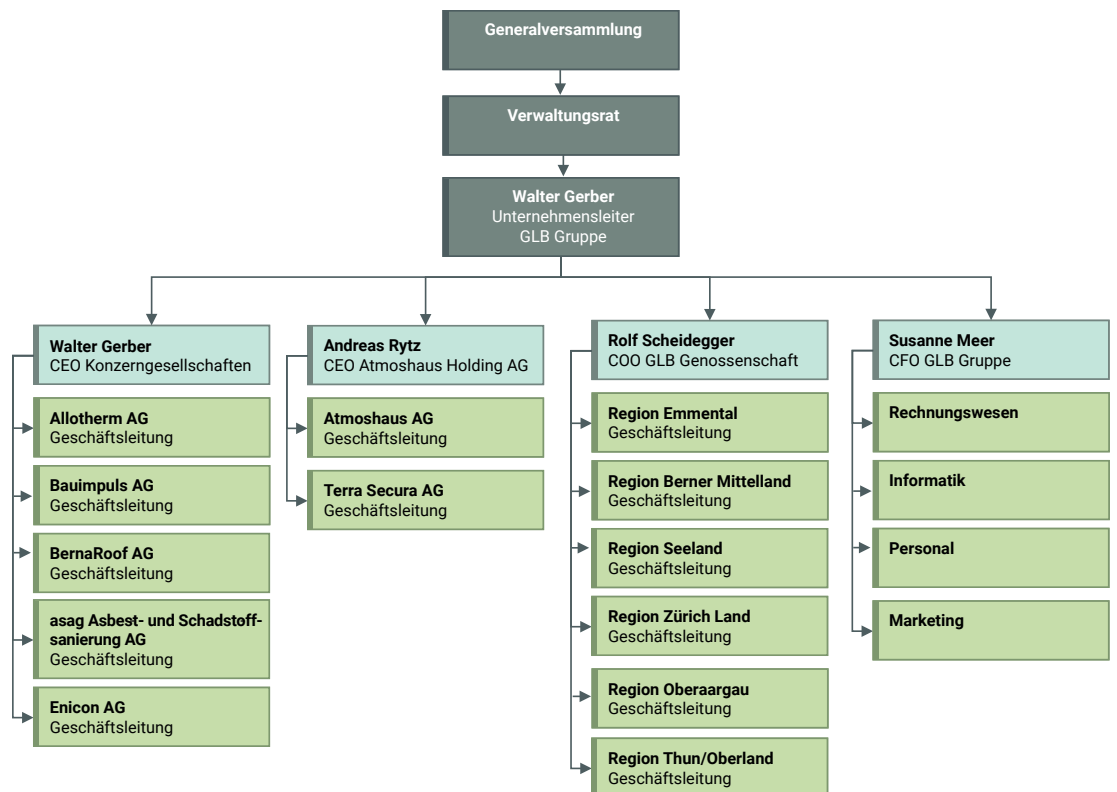 Generalversammlung
Verwaltungsrat
Walter Gerber
Unternehmensleiter
GLB Gruppe
Walter Gerber
CEO Konzerngesellschaften
Allotherm AG
Geschäftsleitung
Bauimpuls AG
Geschäftsleitung
BernaRoof AG
Geschäftsleitung
asag Asbest- und Schadstoff-
sanierung AG
Geschäftsleitung
Enicon AG
Geschäftsleitung
Andreas Rytz
CEO Atmoshaus Holding AG
Atmoshaus AG
Geschäftsleitung
Terra Secura AG
Geschäftsleitung
Rolf Scheidegger
COO GLB Genossenschaft
Region Emmental
Geschäftsleitung
Region Berner Mittelland
Geschäftsleitung
Region Seeland
Geschäftsleitung
Region Zürich Land
Geschäftsleitung
Region Oberaargau
Geschäftsleitung
Region Thun/Oberland
Geschäftsleitung
Susanne Meer
CFO GLB Gruppe
Rechnungswesen
Informatik
Personal
Marketing